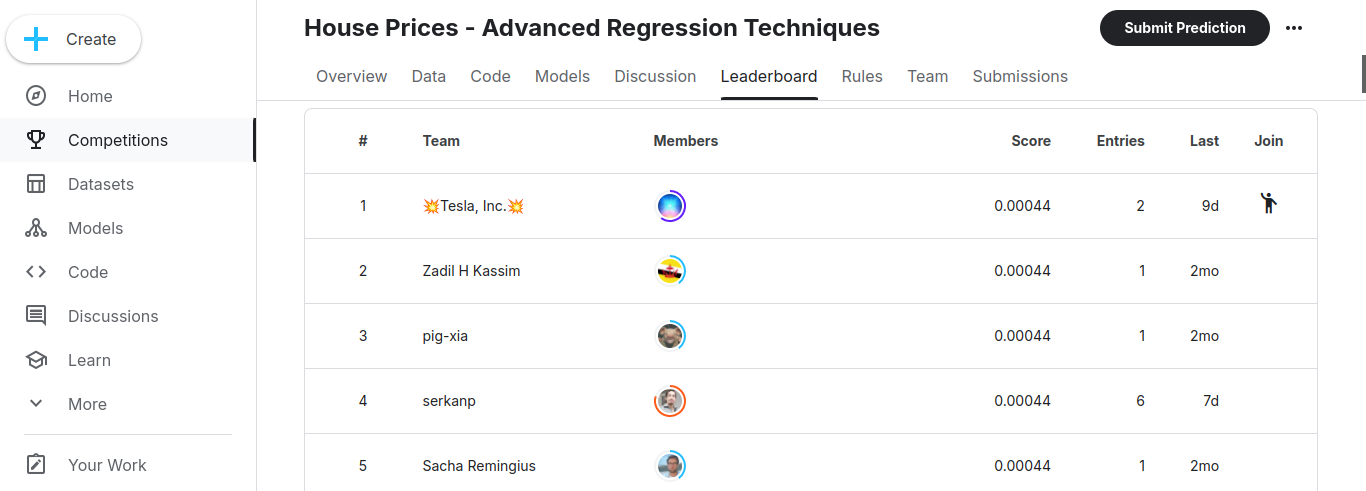 Create
Home
Competitions
Datasets
Models
Code
Discussions
Learn
More
Your Work
House Prices - Advanced Regression Techniques
Submit Prediction
Overview Data Code Models Discussion Leaderboard Rules Team Submissions
# Team Members Score Entries Last Join
1 💥Tesla, Inc.💥 0.00044 2 9d
2 Zadil H Kassim 0.00044 1 2mo
3 pig-xia 0.00044 1 2mo
4 serkanp 0.00044 6 7d
5 Sacha Remingius 0.00044 1 2mo